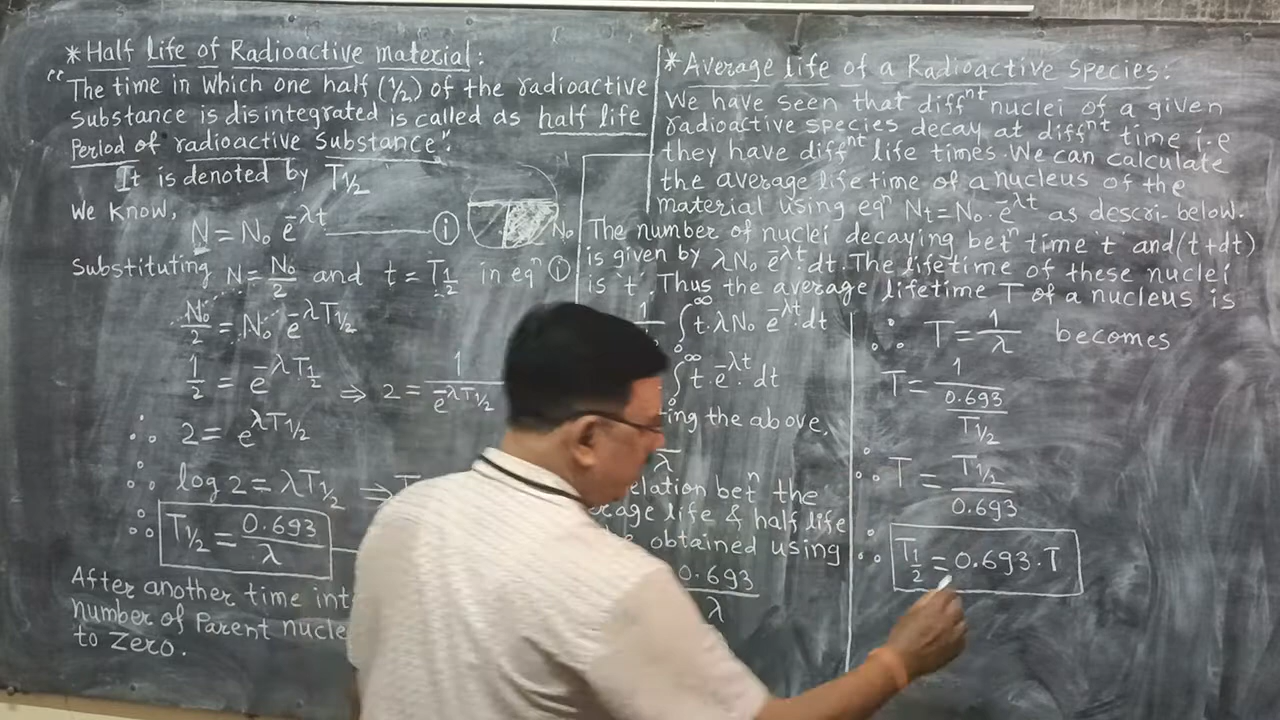 *Half life of Radioactive material:
"The time in which one half (1/2) of the radioactive
substance is disintegrated is called as half life
Period of radioactive substance".
It is denoted by T1/2
We know,
N = N₀ e^-λt ——— (i)
N₀
Substituting N = N₀/2 and t = T1/2 in eqⁿ (i)
N₀/2 = N₀ e^-λT1/2
1/2 = e^-λT1/2 ⇒ 2 = 1/e^-λT1/2
∴ 2 = e^λT1/2
∴ log 2 = λT1/2 ⇒
∴ T1/2 = 0.693/λ
After another time
number of Parent
to zero.
*Average life of a Radioactive species:
We have seen that diffⁿᵗ nuclei of a given
radioactive species decay at diffⁿᵗ time i.e
they have diffⁿᵗ life times. We can calculate
the average lifetime of a nucleus of the
material using eqⁿ Nt = N₀ · e^-λt as descri- below.
The number of nuclei decaying betⁿ time 't' and (t+dt)
is given by λN₀ e^-λt · dt. The lifetime of these nuclei
is 't'. Thus the average lifetime T of a nucleus is
∫₀^∞ t · λN₀ e^-λt · dt
∫₀^∞ t · e^-λt · dt
the above,
λ
betⁿ the
life & half life
obtained using
0.693/λ
∴ T = 1/λ becomes
T = 1/(0.693/T1/2)
∴ T = T1/2/0.693
∴ T1/2 = 0.693 · T